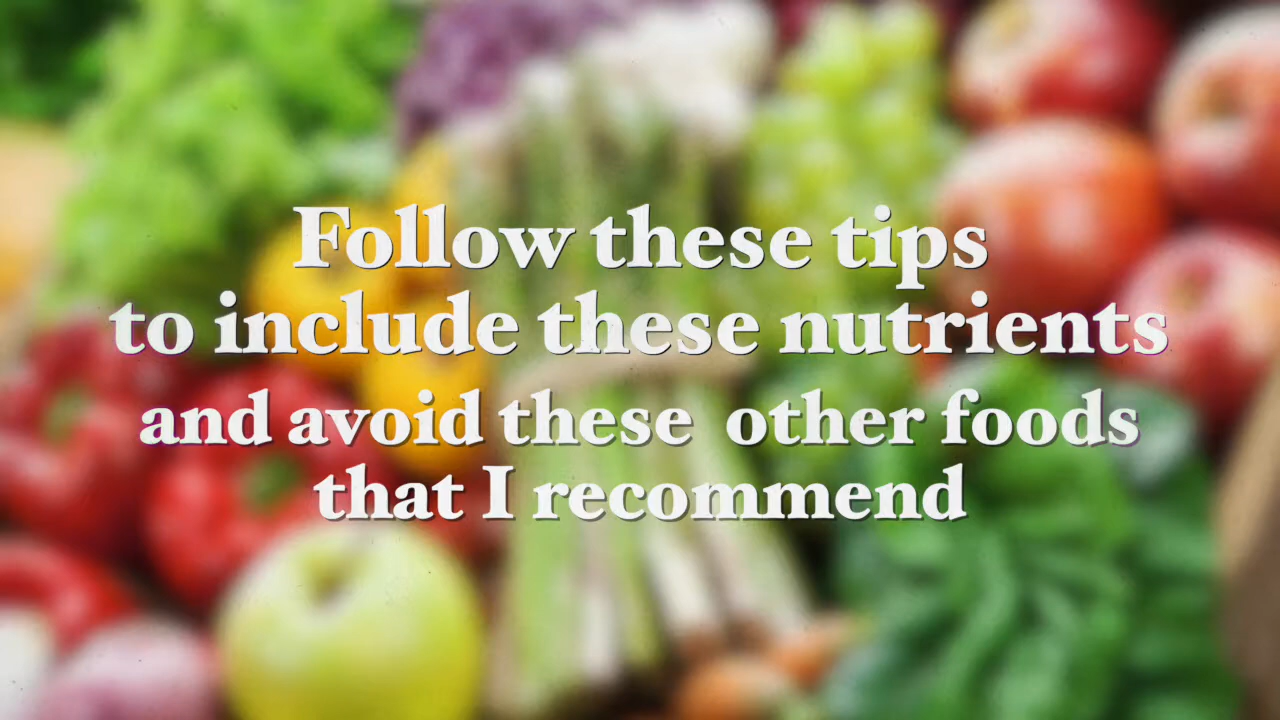 Follow these tips
to include these nutrients
and avoid these other foods
that I recommend